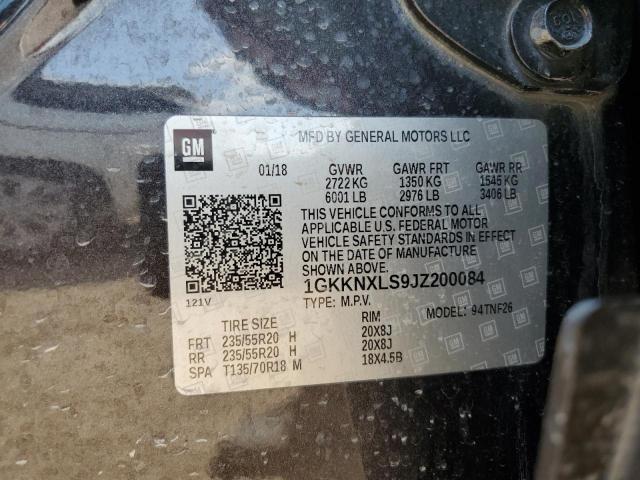 GM
MFD BY GENERAL MOTORS LLC
01/18 GVWR GAWR FRT GAWR RR
2722 KG 1350 KG 1545 KG
6001 LB 2976 LB 3406 LB
THIS VEHICLE CONFORMS TO ALL
APPLICABLE U.S. FEDERAL MOTOR
VEHICLE SAFETY STANDARDS IN EFFECT
ON THE DATE OF MANUFACTURE
SHOWN ABOVE.
121V
1GKKNXLS9JZ200084
TYPE: M.P.V. MODEL: 94TNF26
TIRE SIZE RIM
FRT 235/55R20 H 20X8J
RR 235/55R20 H 20X8J
SPA T135/70R18 M 18X4.5B